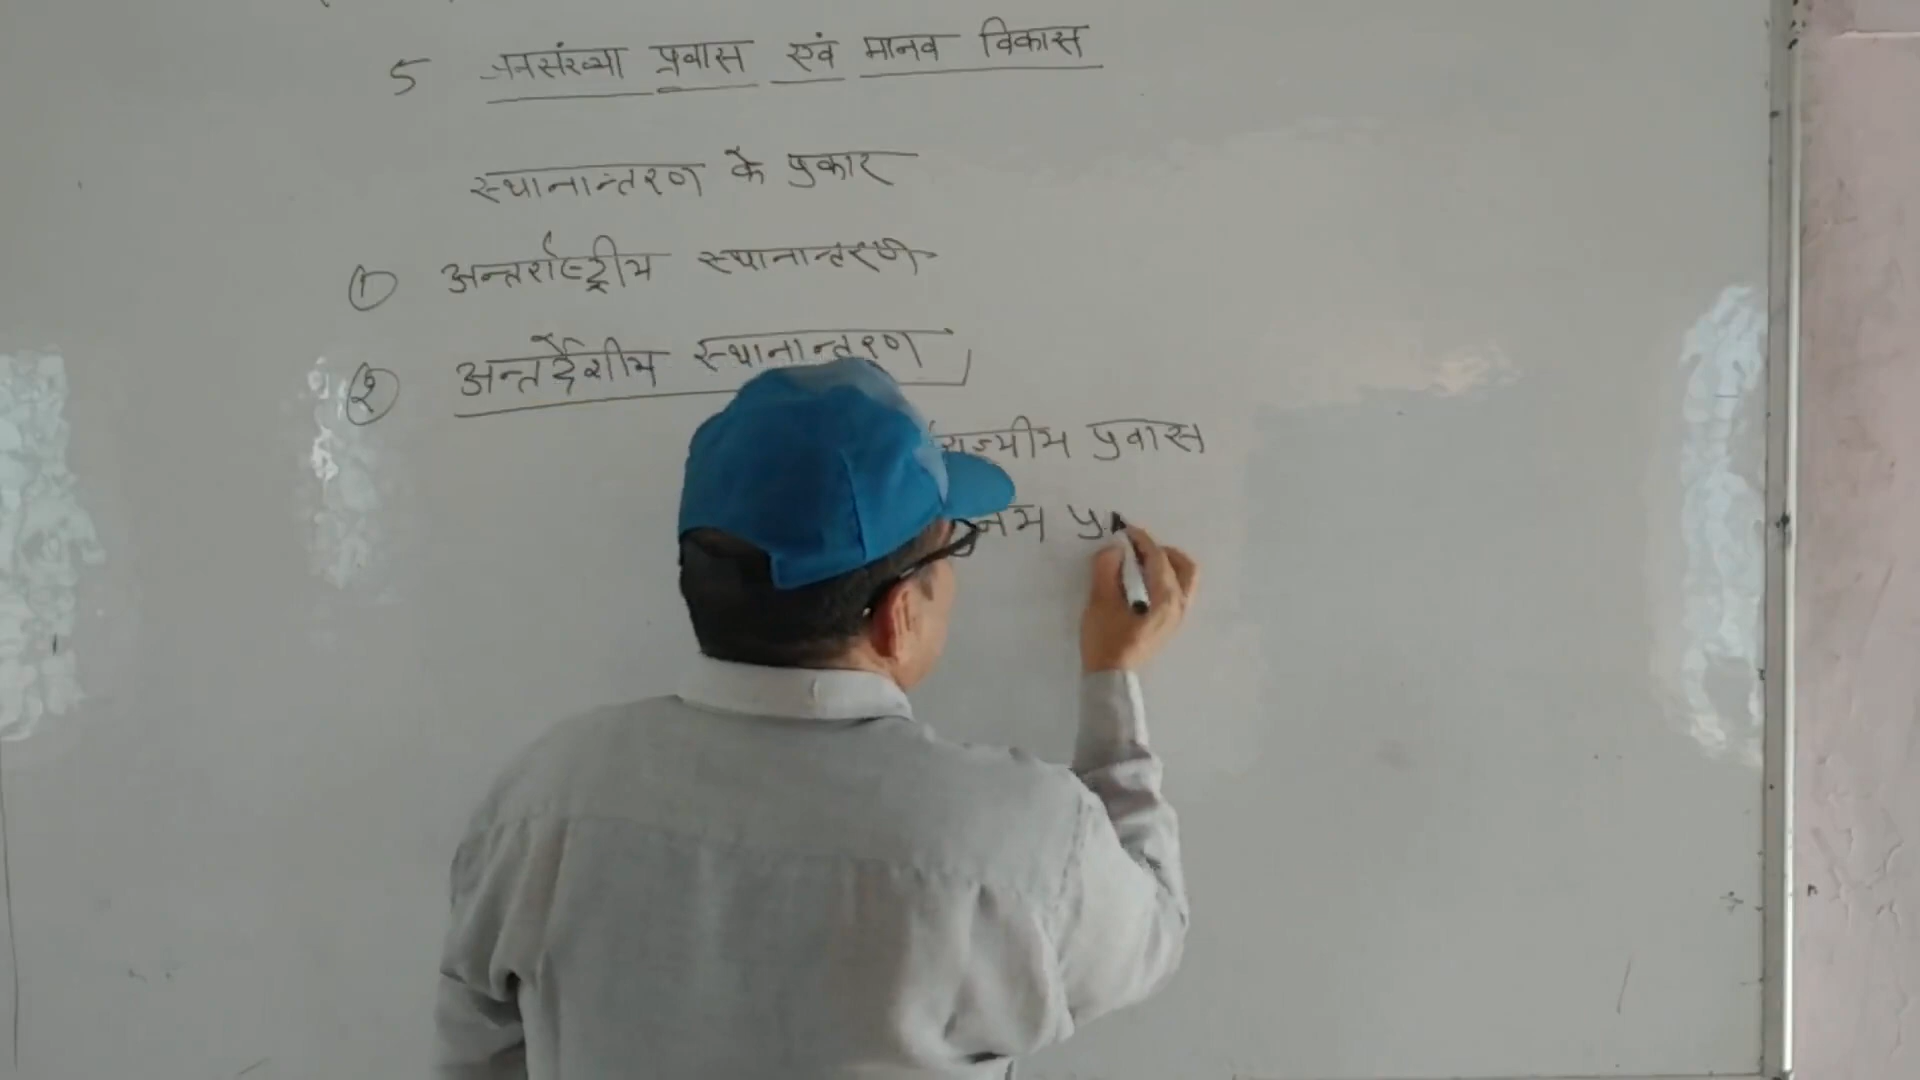 5 जनसंख्या प्रवास एवं मानव विकास
स्थानान्तरण के प्रकार
① अन्तर्राष्ट्रीय स्थानान्तरण
② अन्तर्देशीय स्थानान्तरण
प्रवास